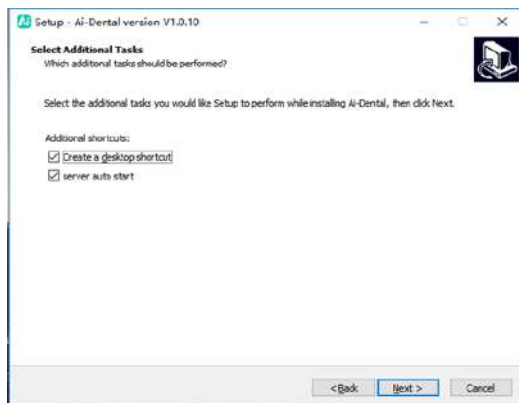 Ai Setup - Ai-Dental version V1.0.10
Select Additional Tasks
Which additional tasks should be performed?
Select the additional tasks you would like Setup to perform while installing Ai-Dental, then click Next.
Additional shortcuts:
Create a desktop shortcut
server auto start
< Back
Next >
Cancel